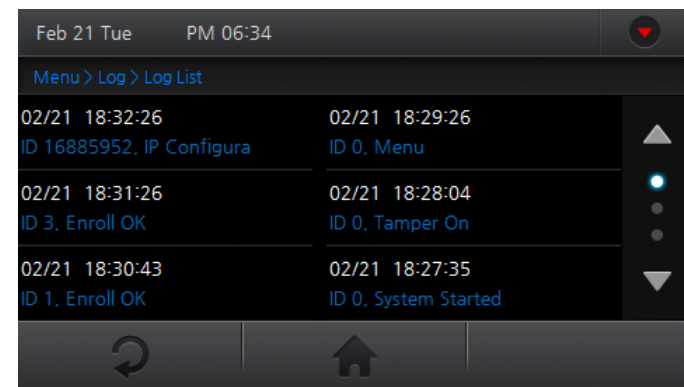 Feb 21 Tue PM 06:34
Menu > Log > Log List
02/21 18:32:26
ID 16885952, IP Configura
02/21 18:31:26
ID 3, Enroll OK
02/21 18:30:43
ID 1, Enroll OK
02/21 18:29:26
ID 0, Menu
02/21 18:28:04
ID 0, Tamper On
02/21 18:27:35
ID 0, System Started